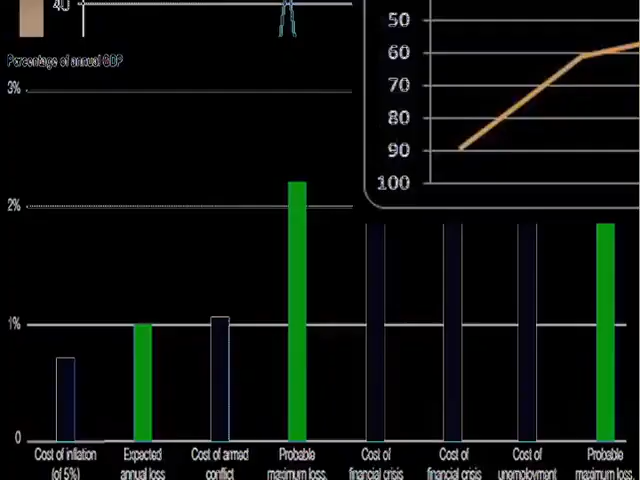 40
Percentage of annual GDP
3%
2%
1%
0
50
60
70
80
90
100
Cost of inflation
(of 5%)
Expected
annual loss
Cost of armed
conflict
Probable
maximum loss,
Cost of
financial crisis
Cost of
financial crisis
Cost of
unemployment
Probable
maximum loss,